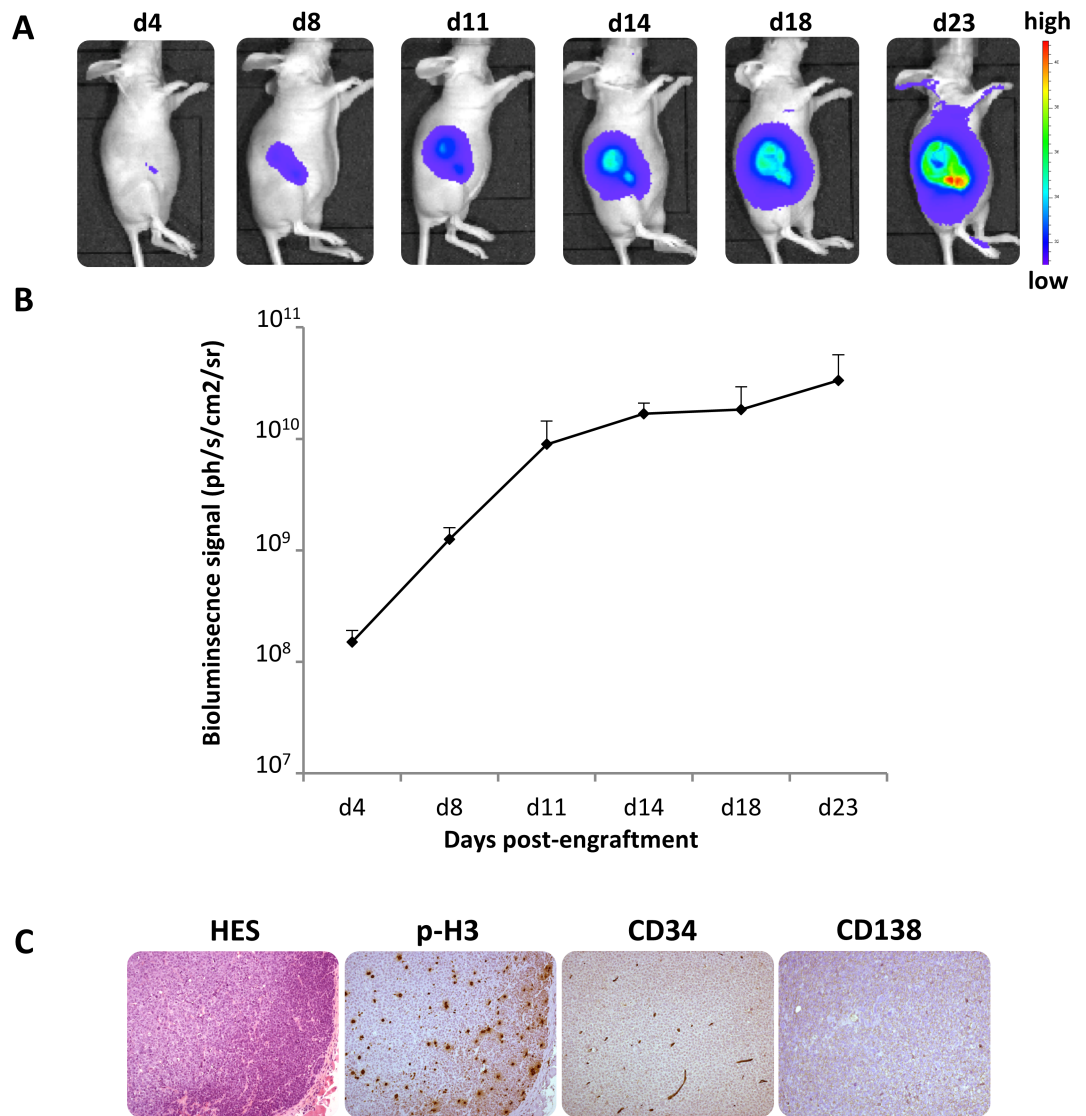 A
d4 d8 d11 d14 d18 d23 high
low
B
Bioluminsecnce signal (ph/s/cm2/sr)
10¹¹
10¹⁰
10⁹
10⁸
10⁷
d4 d8 d11 d14 d18 d23
Days post-engraftment
C
HES p-H3 CD34 CD138